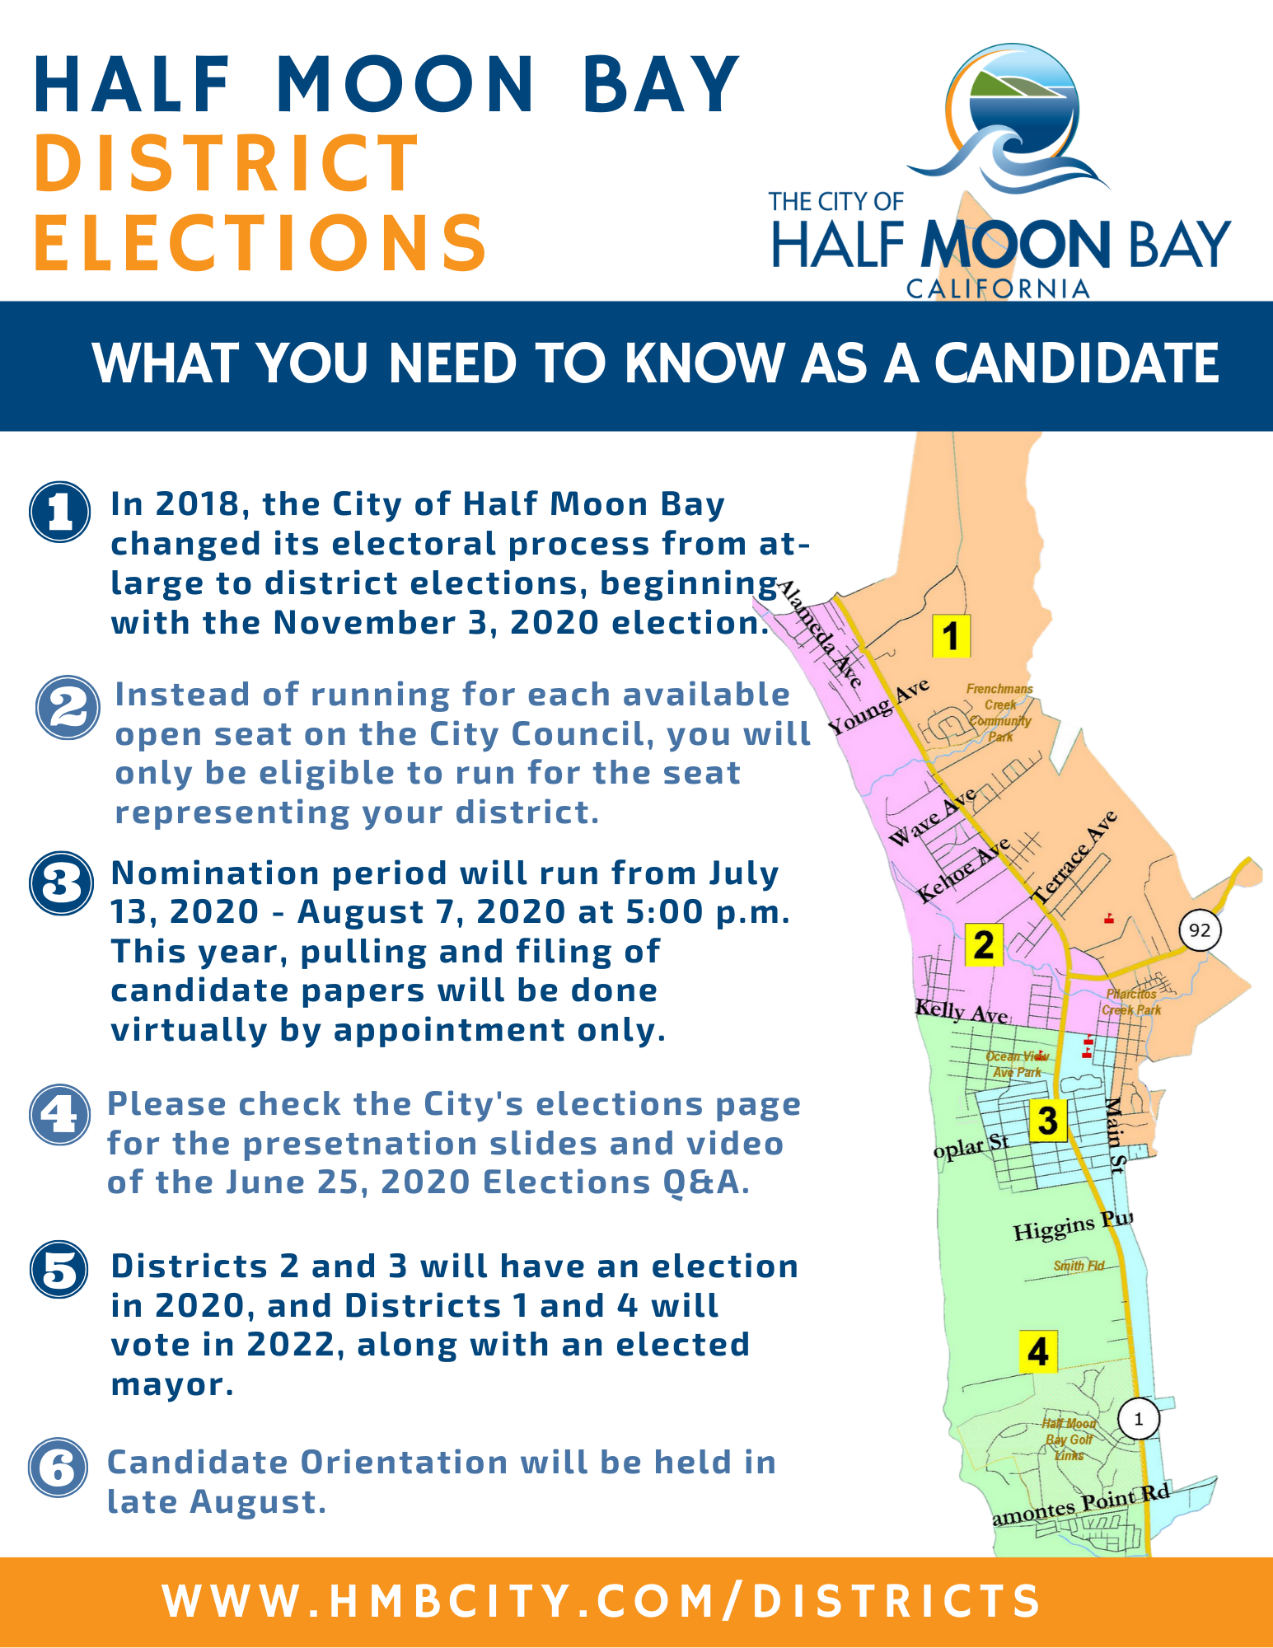 HALF MOON BAY
DISTRICT
ELECTIONS
THE CITY OF
HALF MOON BAY
CALIFORNIA
WHAT YOU NEED TO KNOW AS A CANDIDATE
1 In 2018, the City of Half Moon Bay
changed its electoral process from at-
large to district elections, beginning
with the November 3, 2020 election.
2 Instead of running for each available
open seat on the City Council, you will
only be eligible to run for the seat
representing your district.
3 Nomination period will run from July
13, 2020 - August 7, 2020 at 5:00 p.m.
This year, pulling and filing of
candidate papers will be done
virtually by appointment only.
4 Please check the City's elections page
for the presetnation slides and video
of the June 25, 2020 Elections Q&A.
5 Districts 2 and 3 will have an election
in 2020, and Districts 1 and 4 will
vote in 2022, along with an elected
mayor.
6 Candidate Orientation will be held in
late August.
Alameda Ave
1
Young Ave
Frenchmans
Creek
Community
Park
Wave Ave
Kehoe Ave
Terrace Ave
2
92
Kelly Ave
Pilarcitos
Creek Park
Ocean View
Ave Park
3
Main St
oplar St
Higgins Pur
Smith Fld
4
Half Moon
Bay Golf
Links
1
amontes Point Rd
WWW.HMBCITY.COM/DISTRICTS